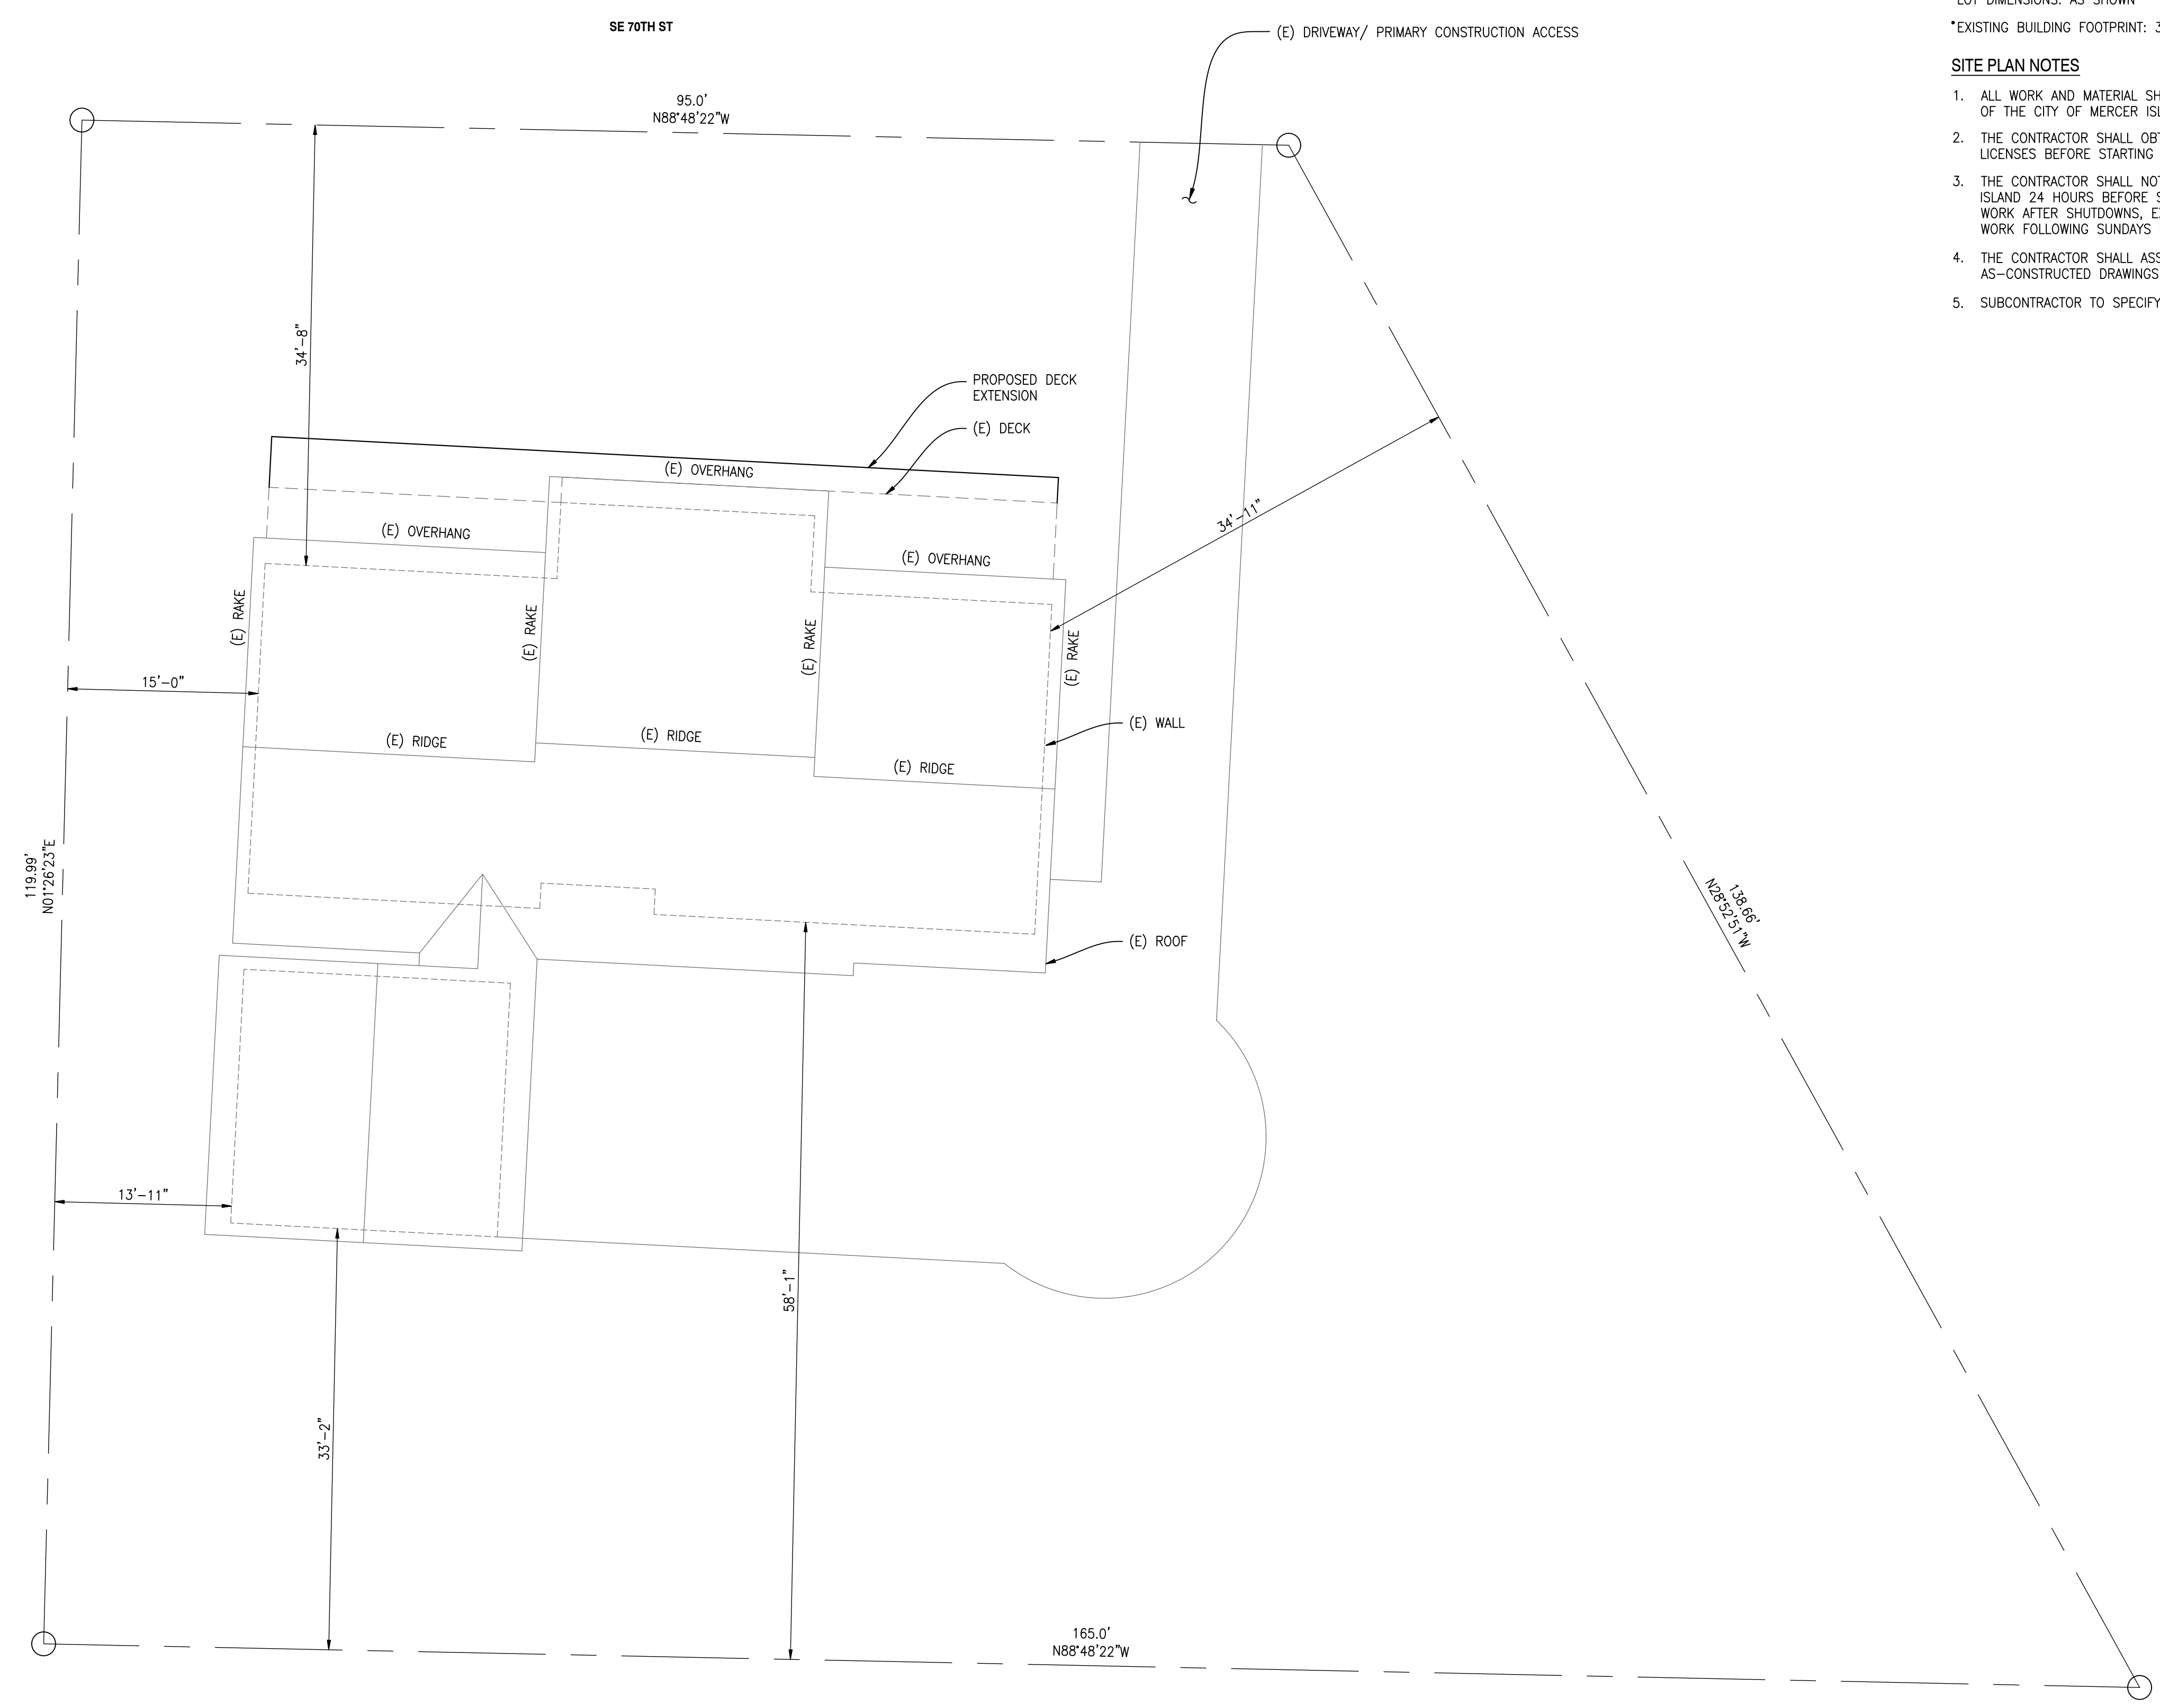 SE 70TH ST
(E) DRIVEWAY/ PRIMARY CONSTRUCTION ACCESS
95.0'
N88°48'22"W
34'-8"
PROPOSED DECK
EXTENSION
(E) DECK
(E) OVERHANG
(E) OVERHANG
(E) OVERHANG
34'-11"
(E) RAKE
(E) RAKE
(E) RAKE
(E) RAKE
15'-0"
(E) WALL
(E) RIDGE
(E) RIDGE
(E) RIDGE
119.99'
N01°26'23"E
138.66'
N28°52'51"W
(E) ROOF
13'-11"
58'-1"
33'-2"
165.0'
N88°48'22"W
LOT DIMENSIONS: AS SHOWN
*EXISTING BUILDING FOOTPRINT: 3
SITE PLAN NOTES
1. ALL WORK AND MATERIAL SH
OF THE CITY OF MERCER ISL
2. THE CONTRACTOR SHALL OBT
LICENSES BEFORE STARTING
3. THE CONTRACTOR SHALL NOT
ISLAND 24 HOURS BEFORE S
WORK AFTER SHUTDOWNS, E
WORK FOLLOWING SUNDAYS
4. THE CONTRACTOR SHALL ASS
AS-CONSTRUCTED DRAWINGS
5. SUBCONTRACTOR TO SPECIFY